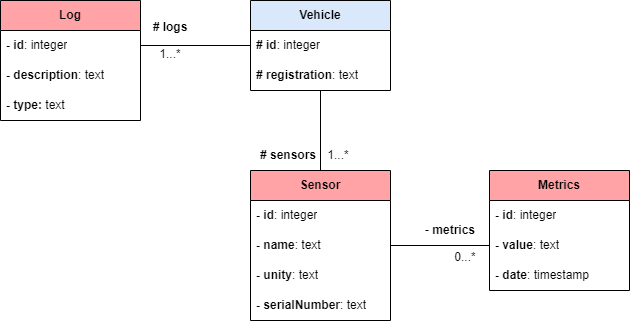 Log
- id: integer
- description: text
- type: text
# logs
1...*
Vehicle
# id: integer
# registration: text
# sensors
1...*
Sensor
- id: integer
- name: text
- unity: text
- serialNumber: text
- metrics
0...*
Metrics
- id: integer
- value: text
- date: timestamp